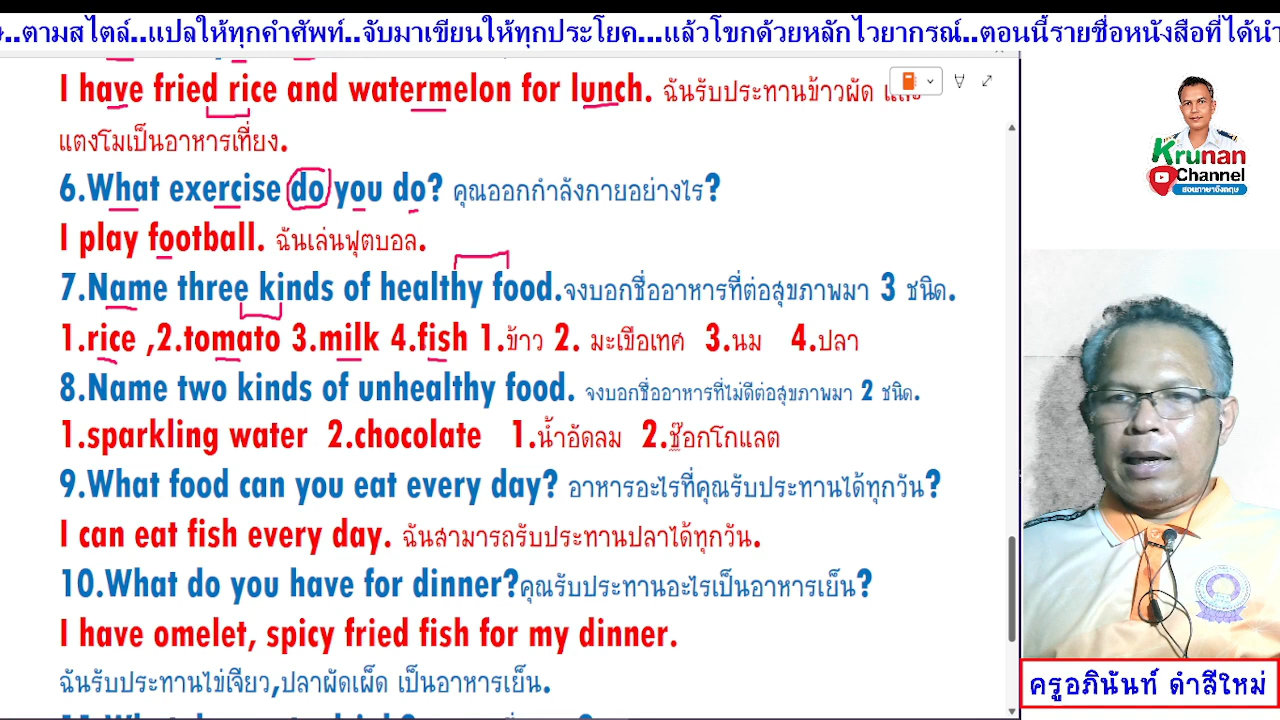 ..ตามสไตล์..แปลให้ทุกคำศัพท์..จับมาเขียนให้ทุกประโยค...แล้วโขกด้วยหลักไวยากรณ์..ตอนนี้รายชื่อหนังสือที่ได้นำ
I have fried rice and watermelon for lunch. ฉันรับประทานข้าวผัด และ
แตงโมเป็นอาหารเที่ยง.
6.What exercise do you do? คุณออกกำลังกายอย่างไร?
I play football. ฉันเล่นฟุตบอล.
7.Name three kinds of healthy food.จงบอกชื่ออาหารที่ต่อสุขภาพมา 3 ชนิด.
1.rice ,2.tomato 3.milk 4.fish 1.ข้าว 2. มะเขือเทศ 3.นม 4.ปลา
8.Name two kinds of unhealthy food. จงบอกชื่ออาหารที่ไม่ดีต่อสุขภาพมา 2 ชนิด.
1.sparkling water 2.chocolate 1.น้ำอัดลม 2.ช๊อกโกแลต
9.What food can you eat every day? อาหารอะไรที่คุณรับประทานได้ทุกวัน?
I can eat fish every day. ฉันสามารถรับประทานปลาได้ทุกวัน.
10.What do you have for dinner?คุณรับประทานอะไรเป็นอาหารเย็น?
I have omelet, spicy fried fish for my dinner.
ฉันรับประทานไข่เจียว,ปลาผัดเผ็ด เป็นอาหารเย็น.
Krunan
Channel
สอนภาษาอังกฤษ
ครูอภินันท์ ดำสีใหม่